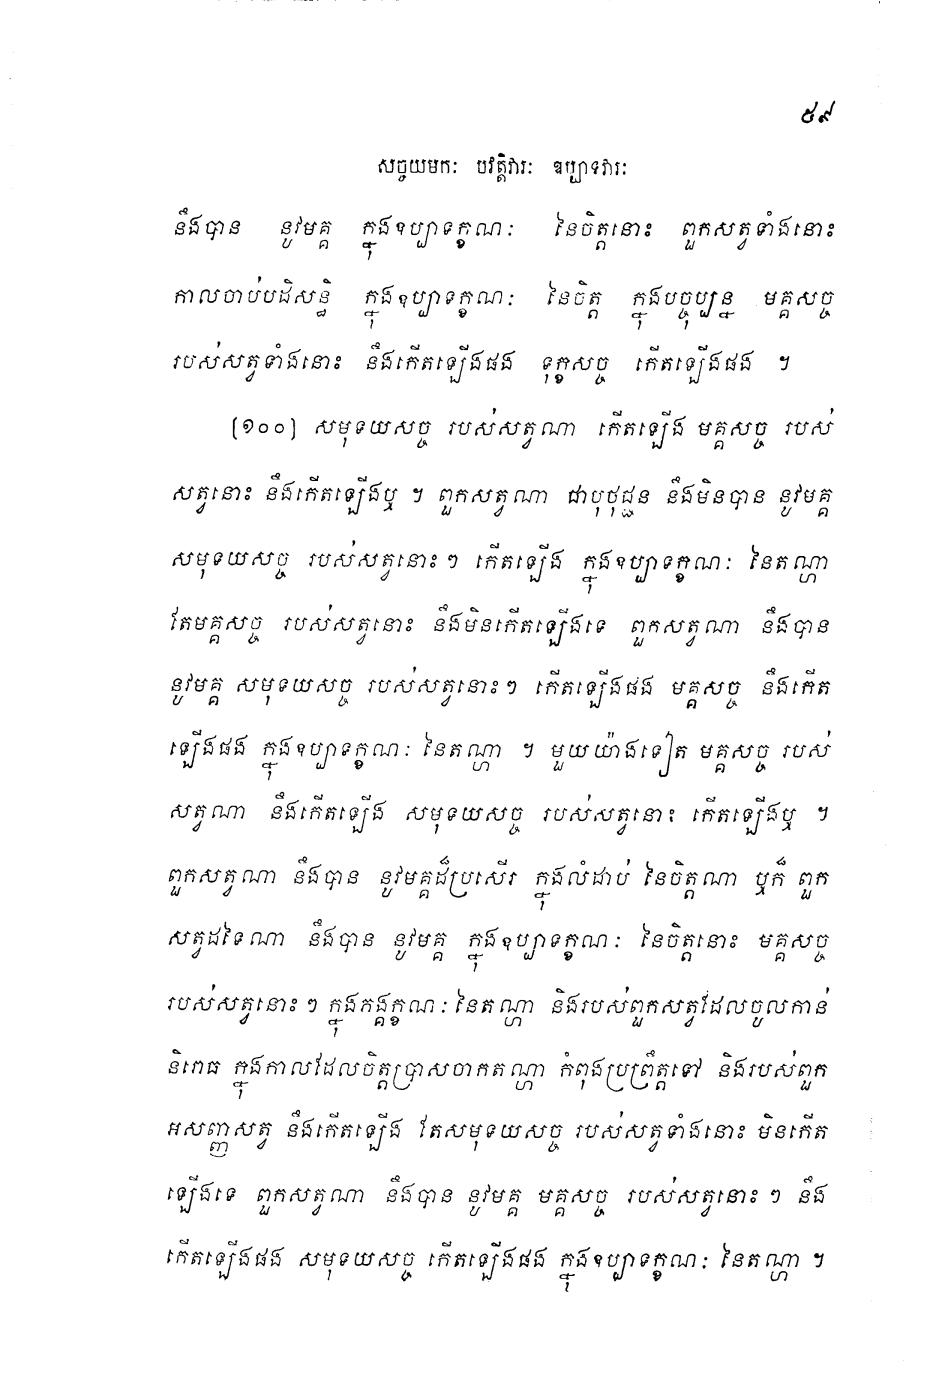 ៥៩
សច្ចយមកៈ បវត្តិវារៈ ឧប្បាទវារៈ
នឹងបាន នូវមគ្គ ក្នុងឧប្បាទក្ខណៈ នៃចិត្តនោះ ពួកសត្វទាំងនោះ
កាលចាប់បដិសន្ធិ ក្នុងឧប្បាទក្ខណៈ នៃចិត្ត ក្នុងបច្ចុប្បន្ន មគ្គសច្ច
របស់សត្វទាំងនោះ នឹងកើតឡើងផង ទុក្ខសច្ច កើតឡើងផង ។
(១០០) សមុទយសច្ច របស់សត្វណា កើតឡើង មគ្គសច្ច របស់
សត្វនោះ នឹងកើតឡើងឬ ។ ពួកសត្វណា ជាបុថុជ្ជន នឹងមិនបាន នូវមគ្គ
សមុទយសច្ច របស់សត្វនោះៗ កើតឡើង ក្នុងឧប្បាទក្ខណៈ នៃតណ្ហា
តែមគ្គសច្ច របស់សត្វនោះ នឹងមិនកើតឡើងទេ ពួកសត្វណា នឹងបាន
នូវមគ្គ សមុទយសច្ច របស់សត្វនោះៗ កើតឡើងផង មគ្គសច្ច នឹងកើត
ឡើងផង ក្នុងឧប្បាទក្ខណៈ នៃតណ្ហា ។ មួយយ៉ាងទៀត មគ្គសច្ច របស់
សត្វណា នឹងកើតឡើង សមុទយសច្ច របស់សត្វនោះ កើតឡើងឬ ។
ពួកសត្វណា នឹងបាន នូវមគ្គដ៏ប្រសើរ ក្នុងលំដាប់ នៃចិត្តណា ឬក៏ ពួក
សត្វដទៃណា នឹងបាន នូវមគ្គ ក្នុងឧប្បាទក្ខណៈ នៃចិត្តនោះ មគ្គសច្ច
របស់សត្វនោះៗ ក្នុងភង្គក្ខណៈ នៃតណ្ហា និងរបស់ពួកសត្វដែលចូលកាន់
និរោធ ក្នុងកាលដែលចិត្តប្រាសចាកតណ្ហា កំពុងប្រព្រឹត្តទៅ និងរបស់ពួក
អសញ្ញសត្វ នឹងកើតឡើង តែសមុទយសច្ច របស់សត្វទាំងនោះ មិនកើត
ឡើងទេ ពួកសត្វណា នឹងបាន នូវមគ្គ មគ្គសច្ច របស់សត្វនោះៗ នឹង
កើតឡើងផង សមុទយសច្ច កើតឡើងផង ក្នុងឧប្បាទក្ខណៈ នៃតណ្ហា ។